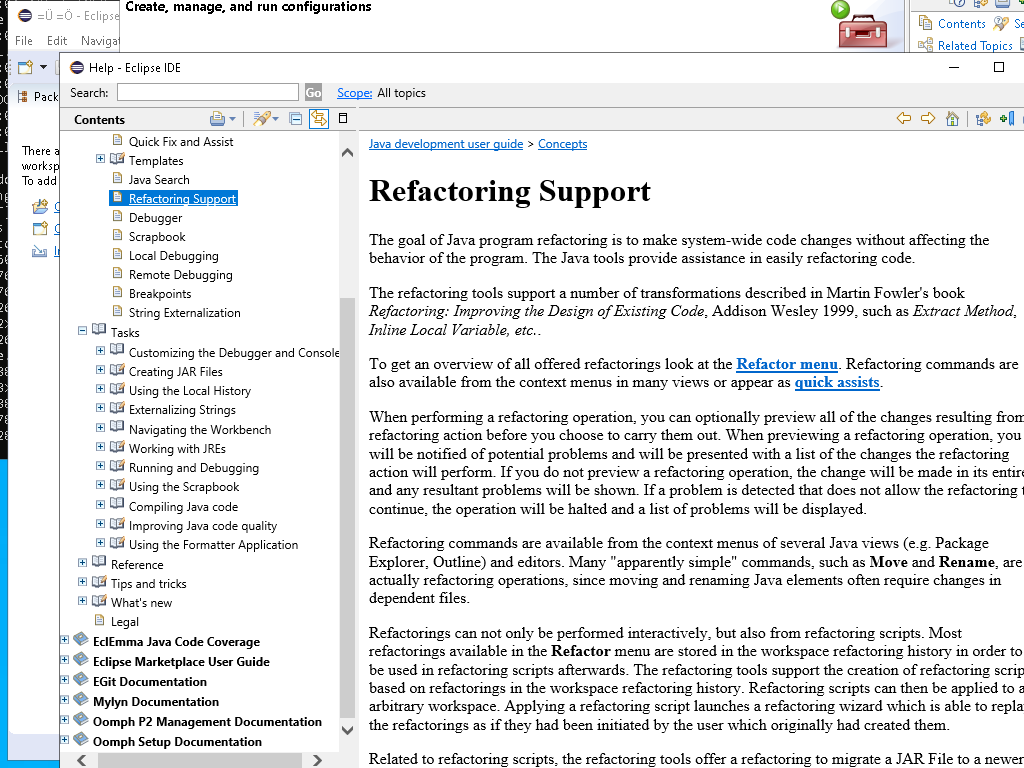 Create, manage, and run configurations
=Ü =Ö - Eclipse
File Edit Navigat
Contents
Related Topics
Pack
There a
worksp
To add
Help - Eclipse IDE
Search: Go Scope: All topics
Contents
Quick Fix and Assist
Templates
Java Search
Refactoring Support
Debugger
Scrapbook
Local Debugging
Remote Debugging
Breakpoints
String Externalization
Tasks
Customizing the Debugger and Console
Creating JAR Files
Using the Local History
Externalizing Strings
Navigating the Workbench
Working with JREs
Running and Debugging
Using the Scrapbook
Compiling Java code
Improving Java code quality
Using the Formatter Application
Reference
Tips and tricks
What's new
Legal
EclEmma Java Code Coverage
Eclipse Marketplace User Guide
EGit Documentation
Mylyn Documentation
Oomph P2 Management Documentation
Oomph Setup Documentation
Java development user guide > Concepts
Refactoring Support
The goal of Java program refactoring is to make system-wide code changes without affecting the
behavior of the program. The Java tools provide assistance in easily refactoring code.
The refactoring tools support a number of transformations described in Martin Fowler's book
Refactoring: Improving the Design of Existing Code, Addison Wesley 1999, such as Extract Method,
Inline Local Variable, etc..
To get an overview of all offered refactorings look at the Refactor menu. Refactoring commands are
also available from the context menus in many views or appear as quick assists.
When performing a refactoring operation, you can optionally preview all of the changes resulting from
refactoring action before you choose to carry them out. When previewing a refactoring operation, you
will be notified of potential problems and will be presented with a list of the changes the refactoring
action will perform. If you do not preview a refactoring operation, the change will be made in its entire
and any resultant problems will be shown. If a problem is detected that does not allow the refactoring t
continue, the operation will be halted and a list of problems will be displayed.
Refactoring commands are available from the context menus of several Java views (e.g. Package
Explorer, Outline) and editors. Many "apparently simple" commands, such as Move and Rename, are
actually refactoring operations, since moving and renaming Java elements often require changes in
dependent files.
Refactorings can not only be performed interactively, but also from refactoring scripts. Most
refactorings available in the Refactor menu are stored in the workspace refactoring history in order to
be used in refactoring scripts afterwards. The refactoring tools support the creation of refactoring scrip
based on refactorings in the workspace refactoring history. Refactoring scripts can then be applied to a
arbitrary workspace. Applying a refactoring script launches a refactoring wizard which is able to repla
the refactorings as if they had been initiated by the user which originally had created them.
Related to refactoring scripts, the refactoring tools offer a refactoring to migrate a JAR File to a newer